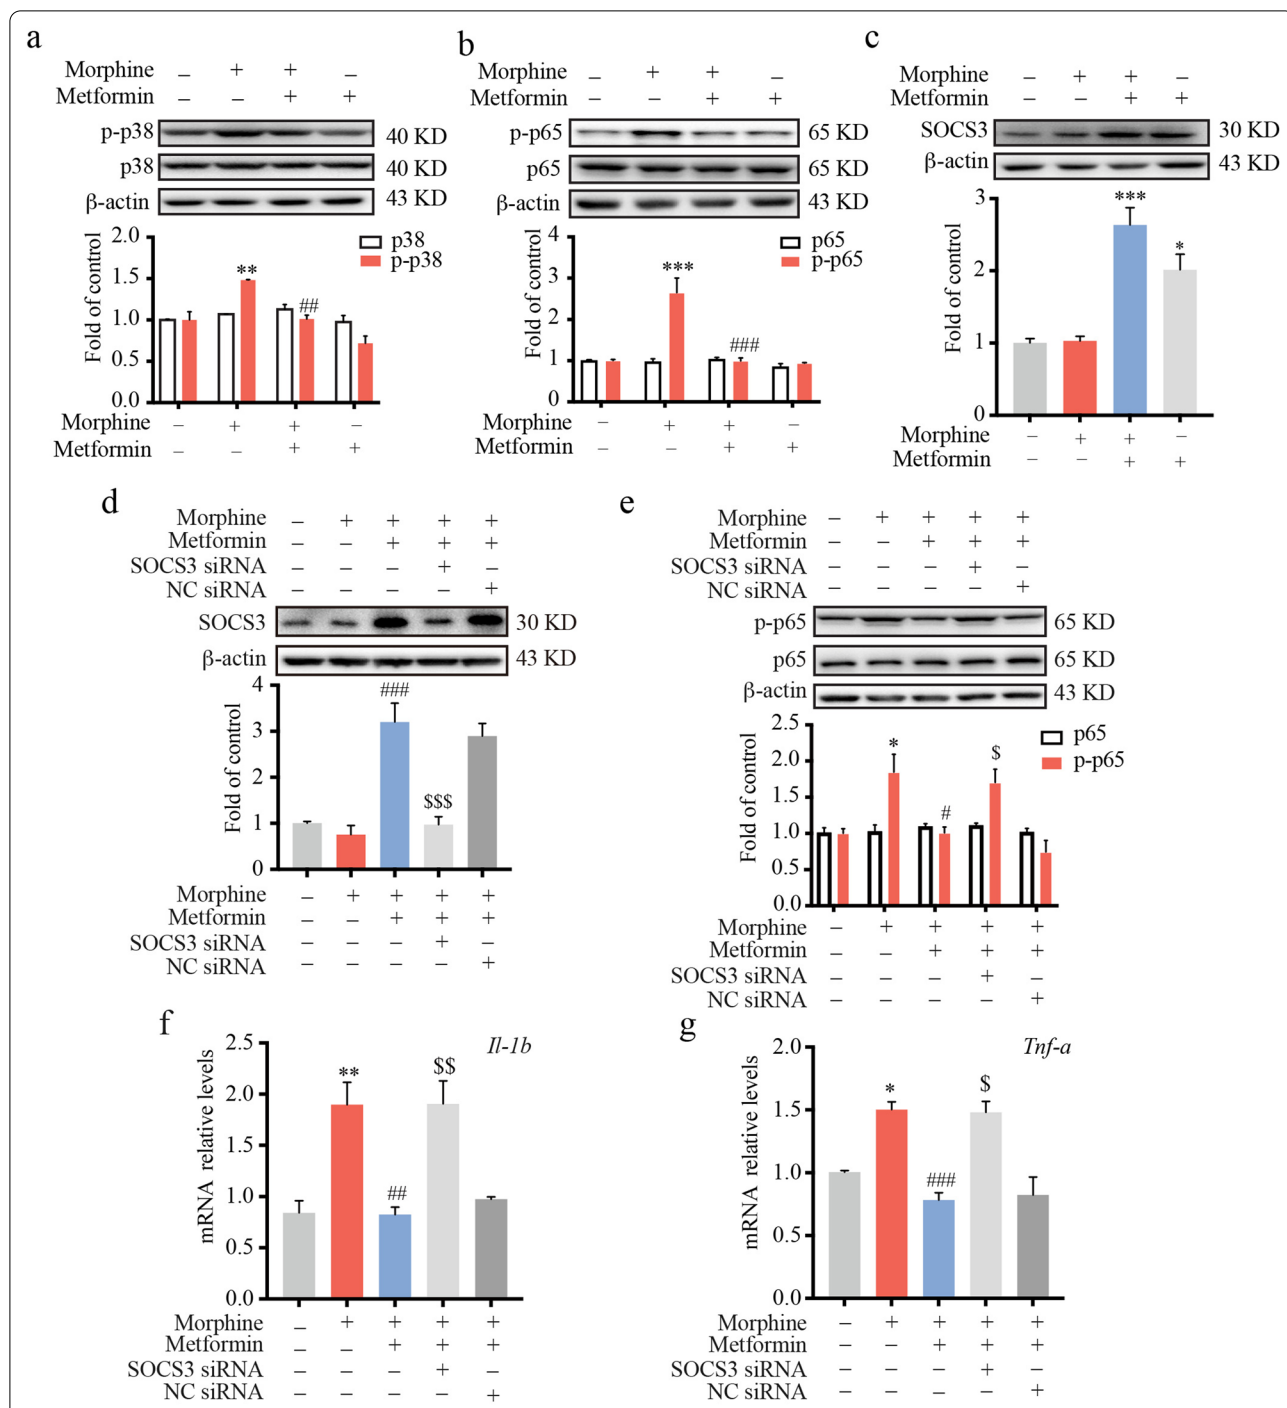 a
Morphine – + + –
Metformin – – + +
p-p38 40 KD
p38 40 KD
β-actin 43 KD
Fold of control
2.0
1.5
1.0
0.5
0.0
p38
p-p38
**
##
Morphine – + + –
Metformin – – + +
b
Morphine – + + –
Metformin – – + +
p-p65 65 KD
p65 65 KD
β-actin 43 KD
Fold of control
4
3
2
1
0
p65
p-p65
***
###
Morphine – + + –
Metformin – – + +
c
Morphine – + + –
Metformin – – + +
SOCS3 30 KD
β-actin 43 KD
Fold of control
3
2
1
0
***
*
Morphine – + + –
Metformin – – + +
d
Morphine – + + + +
Metformin – – + + +
SOCS3 siRNA – – – + –
NC siRNA – – – – +
SOCS3 30 KD
β-actin 43 KD
Fold of control
4
3
2
1
0
###
$$$
Morphine – + + + +
Metformin – – + + +
SOCS3 siRNA – – – + –
NC siRNA – – – – +
e
Morphine – + + + +
Metformin – – + + +
SOCS3 siRNA – – – + –
NC siRNA – – – – +
p-p65 65 KD
p65 65 KD
β-actin 43 KD
Fold of control
2.5
2.0
1.5
1.0
0.5
0.0
p65
p-p65
*
#
$
Morphine – + + + +
Metformin – – + + +
SOCS3 siRNA – – – + –
NC siRNA – – – – +
f
Il-1b
mRNA relative levels
2.5
2.0
1.5
1.0
0.5
0.0
**
##
$$
Morphine – + + + +
Metformin – – + + +
SOCS3 siRNA – – – + –
NC siRNA – – – – +
g
Tnf-a
mRNA relative levels
2.0
1.5
1.0
0.5
0.0
*
###
$
Morphine – + + + +
Metformin – – + + +
SOCS3 siRNA – – – + –
NC siRNA – – – – +